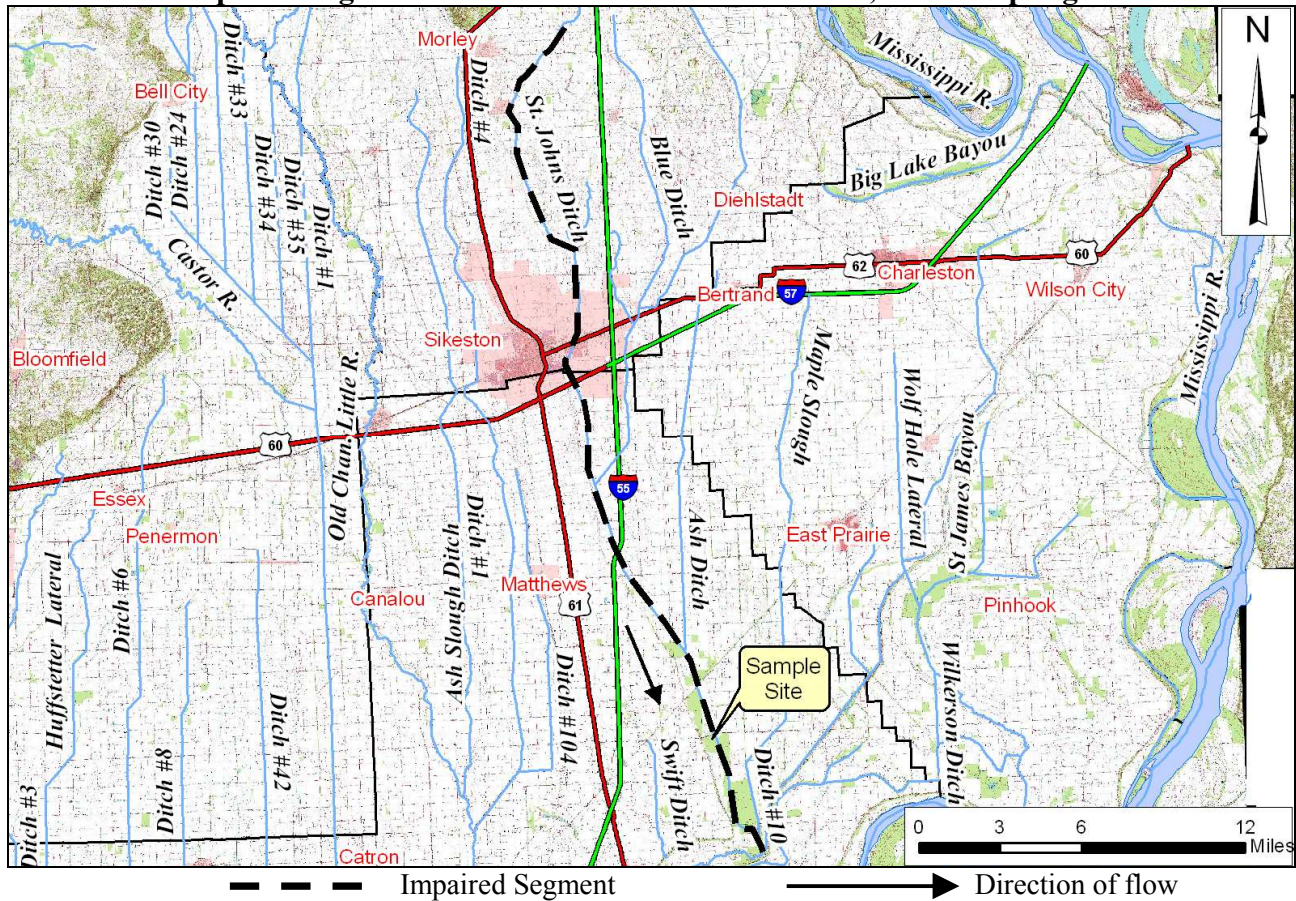 Morley
Mississippi R.
N
Bell City
Ditch #33
Ditch #4
St. Johns Ditch
Ditch #30
Ditch #24
Ditch #34
Ditch #35
Ditch #1
Blue Ditch
Big Lake Bayou
Diehlstadt
Castor R.
62
Charleston
60
Bertrand
57
Wilson City
Mississippi R.
Sikeston
Bloomfield
Old Chan. Little R.
Maple Slough
Wolf Hole Lateral
St James Bayou
60
55
Essex
Penermon
Ash Slough Ditch
Ditch #1
Ash Ditch
East Prairie
Huffstetter Lateral
Ditch #6
Canalou
Matthews
61
Pinhook
Sample
Site
Wilkerson Ditch
Ditch #104
Ditch #42
Ditch #8
Swift Ditch
Ditch #10
Ditch #3
Catron
0 3 6 12
Miles
Impaired Segment
Direction of flow